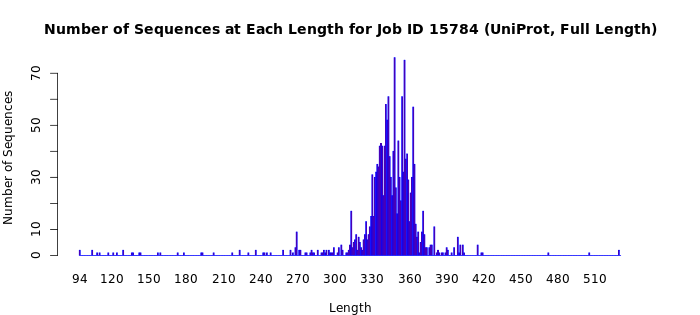 Number of Sequences at Each Length for Job ID 15784 (UniProt, Full Length)
Number of Sequences
70
50
30
10
0
94 120 150 180 210 240 270 300 330 360 390 420 450 480 510
Length